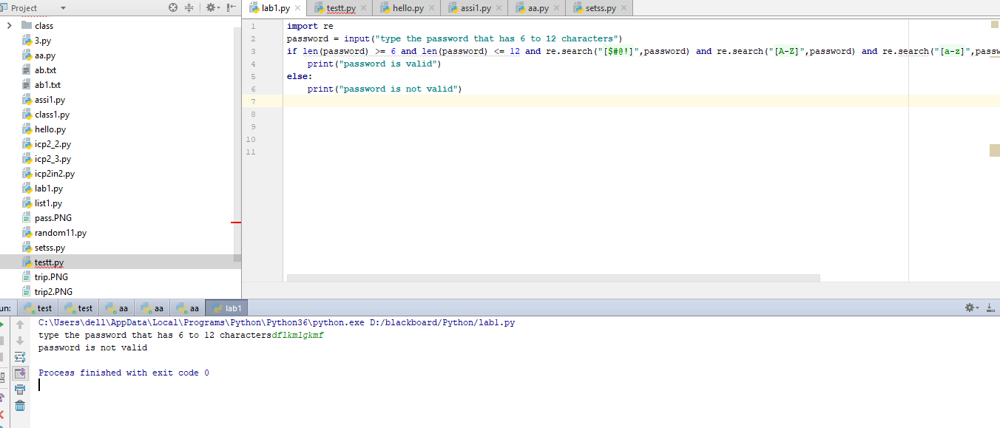 Project
lab1.py
testt.py
hello.py
assi1.py
aa.py
setss.py
class
3.py
aa.py
ab.txt
ab1.txt
assi1.py
class1.py
hello.py
icp2_2.py
icp2_3.py
icp2in2.py
lab1.py
list1.py
pass.PNG
random11.py
setss.py
testt.py
trip.PNG
trip2.PNG
1 import re
2 password = input("type the password that has 6 to 12 characters")
3 if len(password) >= 6 and len(password) <= 12 and re.search("[$#@!]",password) and re.search("[A-Z]",password) and re.search("[a-z]",passw
4 print("password is valid")
5 else:
6 print("password is not valid")
7
8
9
10
11
un:
test
test
aa
aa
aa
lab1
C:\Users\dell\AppData\Local\Programs\Python\Python36\python.exe D:/blackboard/Python/lab1.py
type the password that has 6 to 12 charactersdflkmlgkmf
password is not valid
Process finished with exit code 0